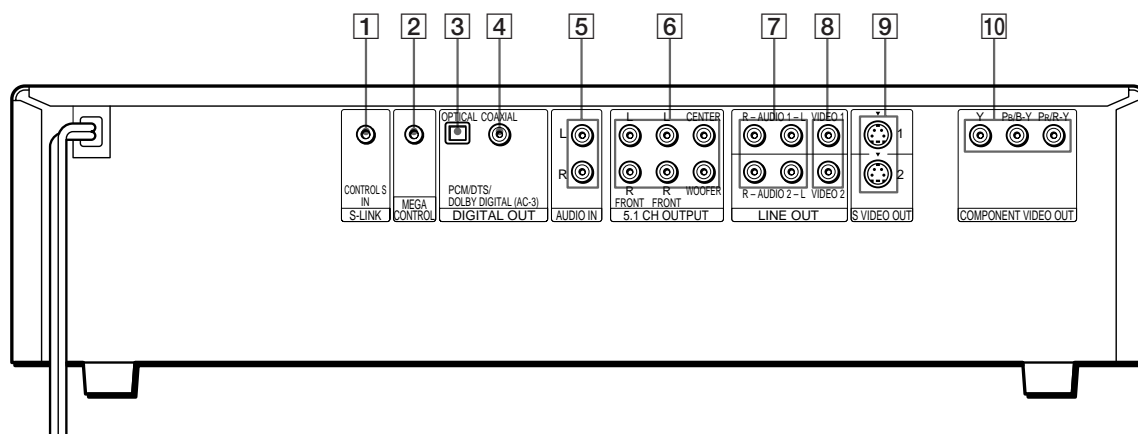 1 2 3 4 5 6 7 8 9 10
OPTICAL COAXIAL
L
R
L L CENTER
R – AUDIO 1 – L VIDEO 1
1
Y PB/B-Y PR/R-Y
2
R R WOOFER
FRONT FRONT
R – AUDIO 2 – L VIDEO 2
CONTROL S
IN
S-LINK
MEGA
CONTROL
PCM/DTS/
DOLBY DIGITAL (AC-3)
DIGITAL OUT
AUDIO IN
5.1 CH OUTPUT
LINE OUT
S VIDEO OUT
COMPONENT VIDEO OUT